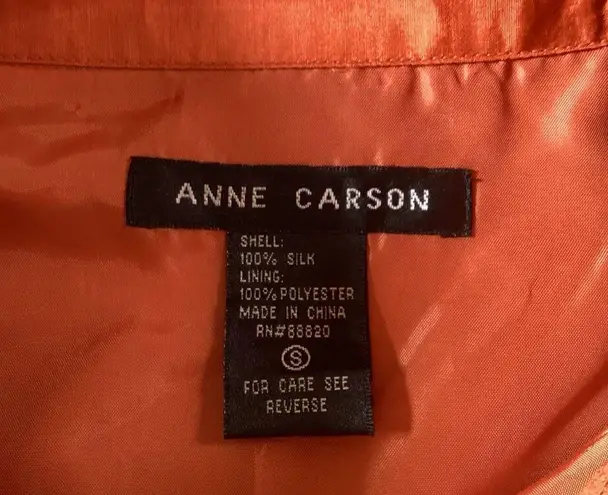 ANNE CARSON
SHELL:
100% SILK
LINING:
100% POLYESTER
MADE IN CHINA
RN#88820
S
FOR CARE SEE
REVERSE